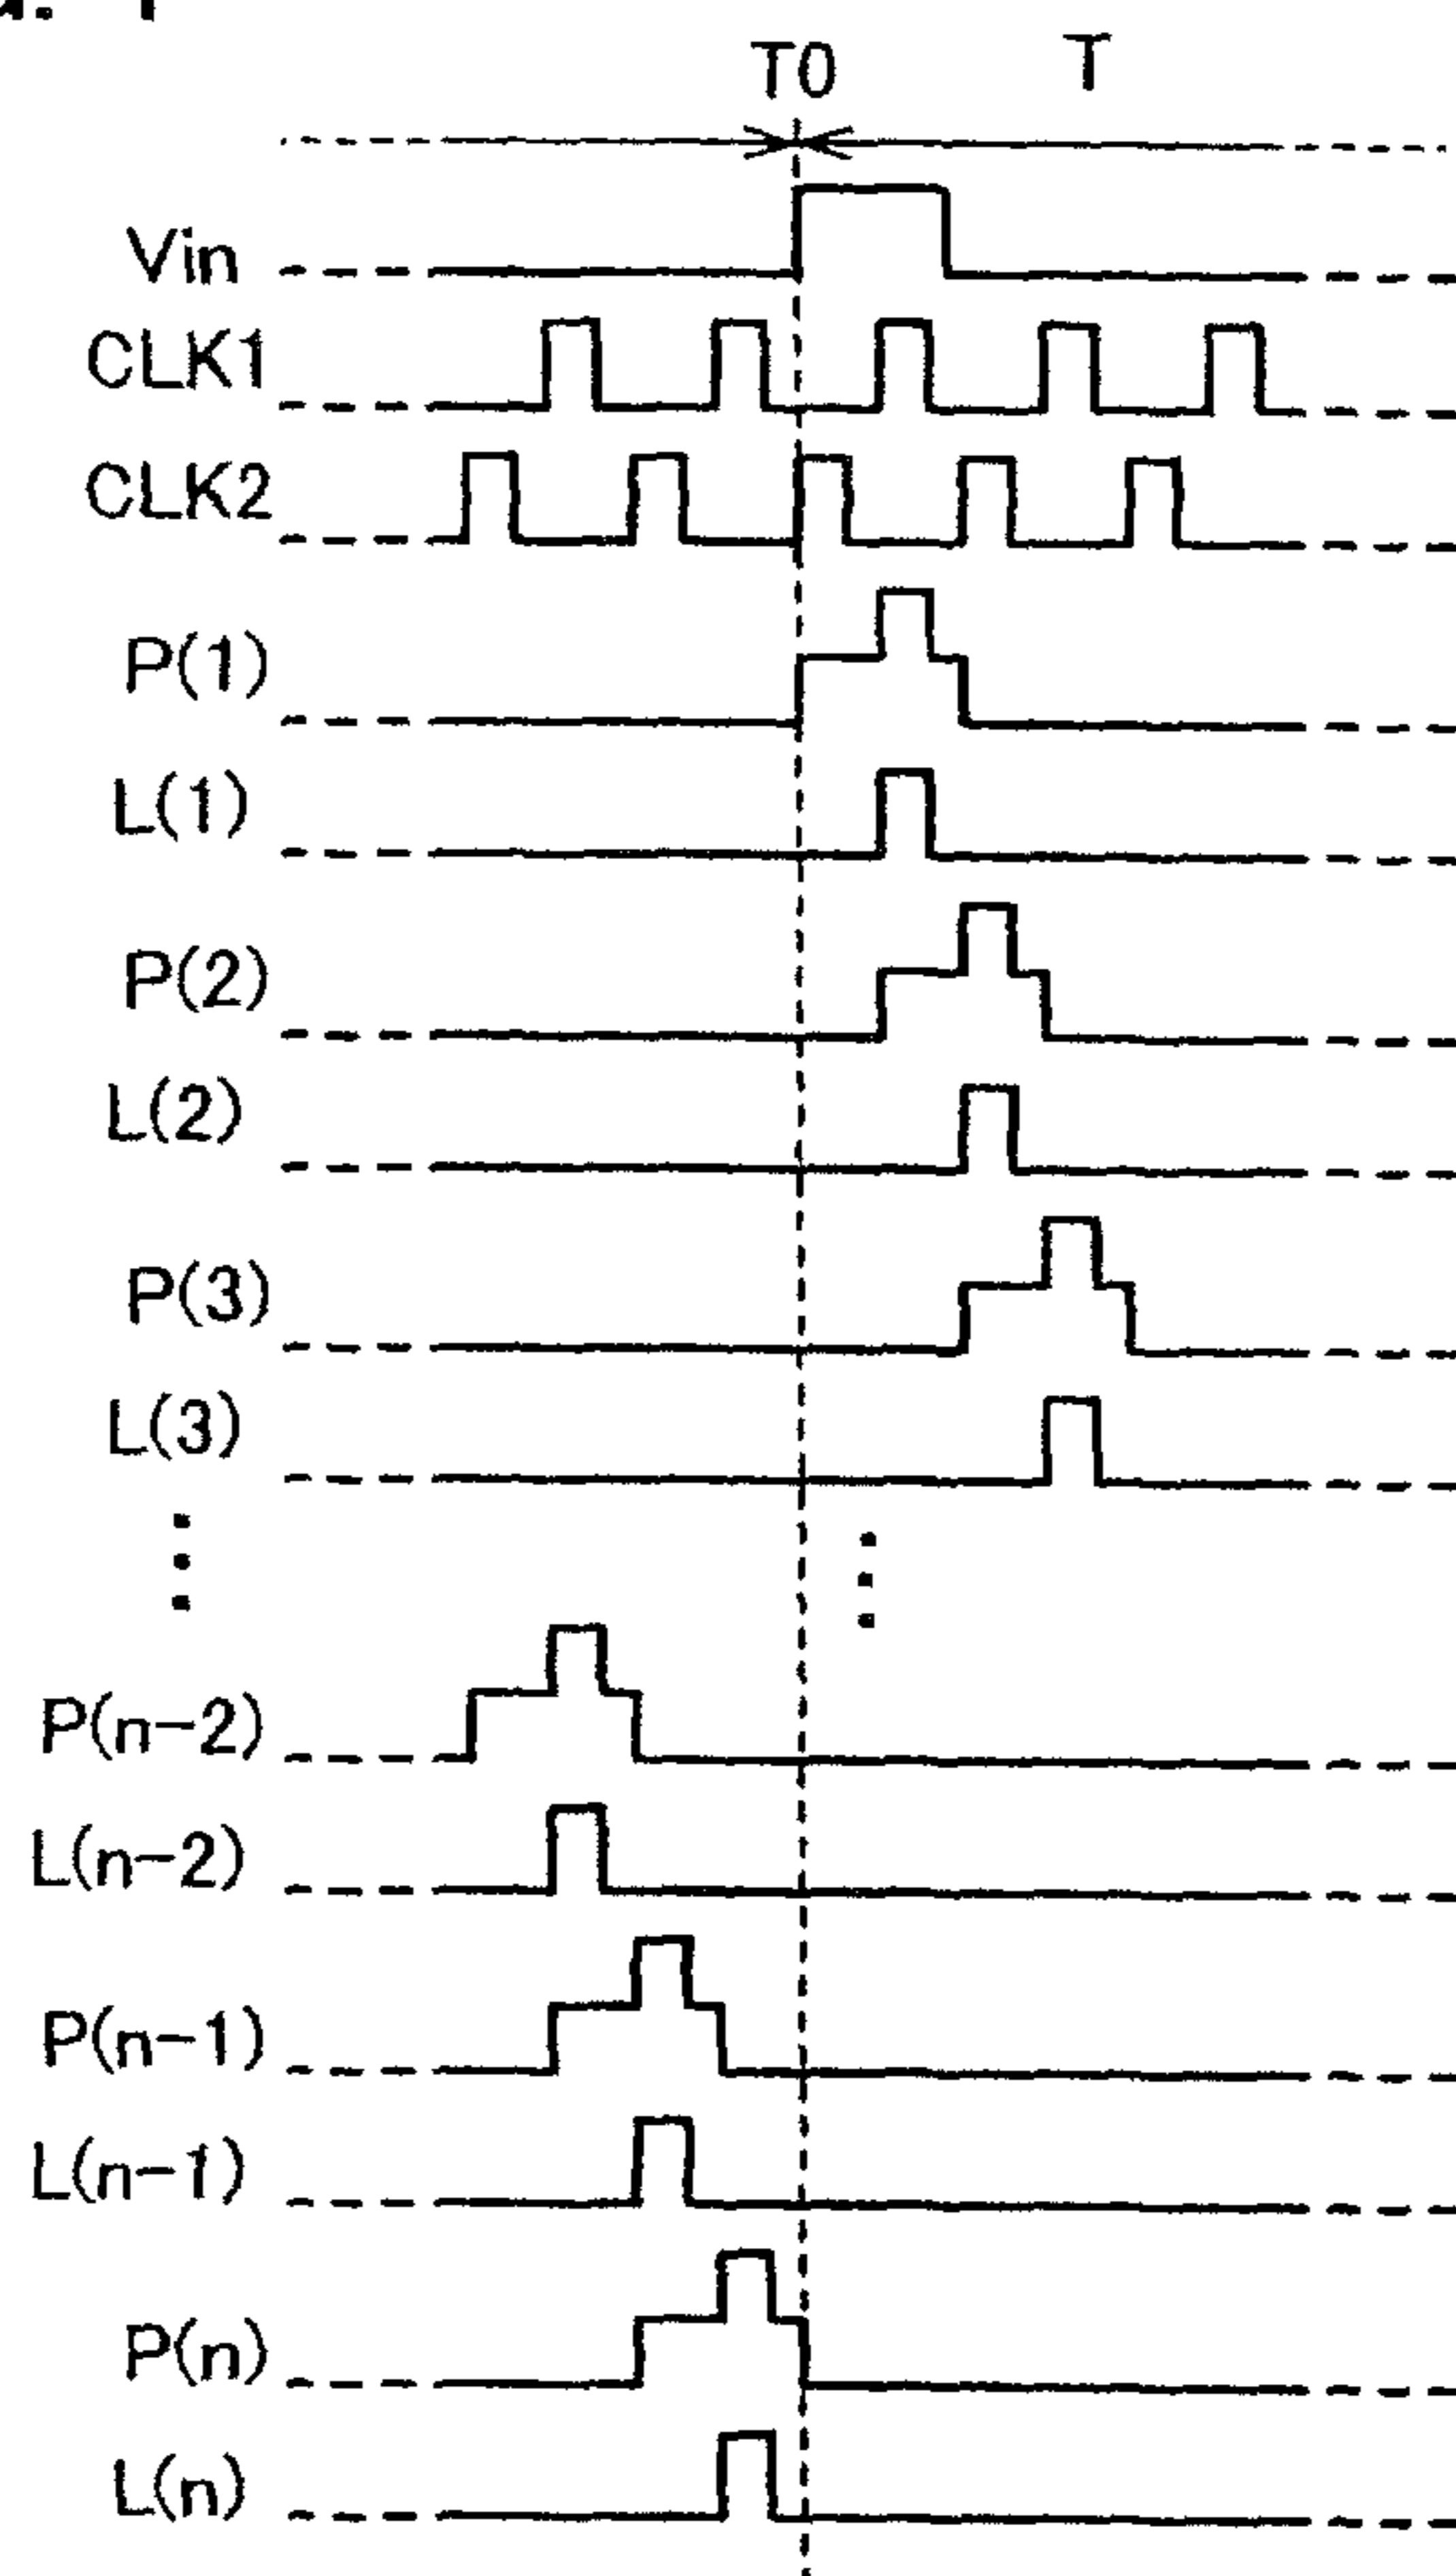 T0 T
Vin
CLK1
CLK2
P(1)
L(1)
P(2)
L(2)
P(3)
L(3)
P(n-2)
L(n-2)
P(n-1)
L(n-1)
P(n)
L(n)